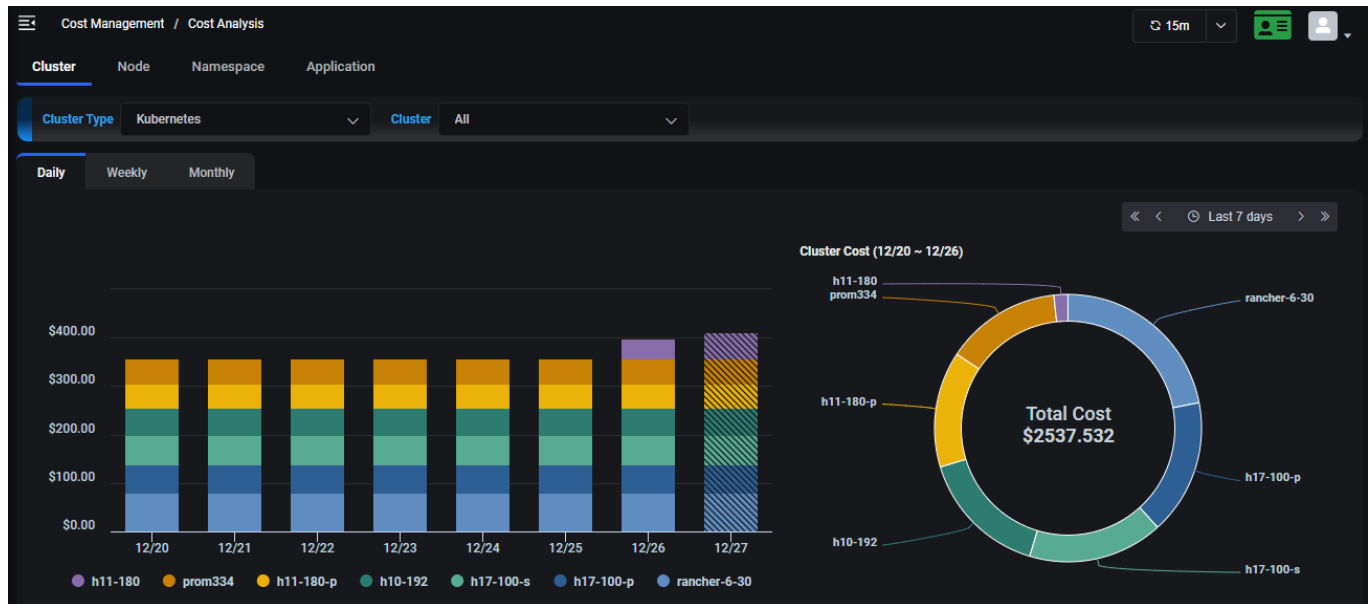 Cost Management / Cost Analysis
15m
Cluster Node Namespace Application
Cluster Type Kubernetes Cluster All
Daily Weekly Monthly
Last 7 days
Cluster Cost (12/20 ~ 12/26)
$400.00
$300.00
$200.00
$100.00
$0.00
12/20 12/21 12/22 12/23 12/24 12/25 12/26 12/27
h11-180 prom334 h11-180-p h10-192 h17-100-s h17-100-p rancher-6-30
h11-180
prom334
rancher-6-30
h11-180-p
Total Cost
$2537.532
h17-100-p
h10-192
h17-100-s